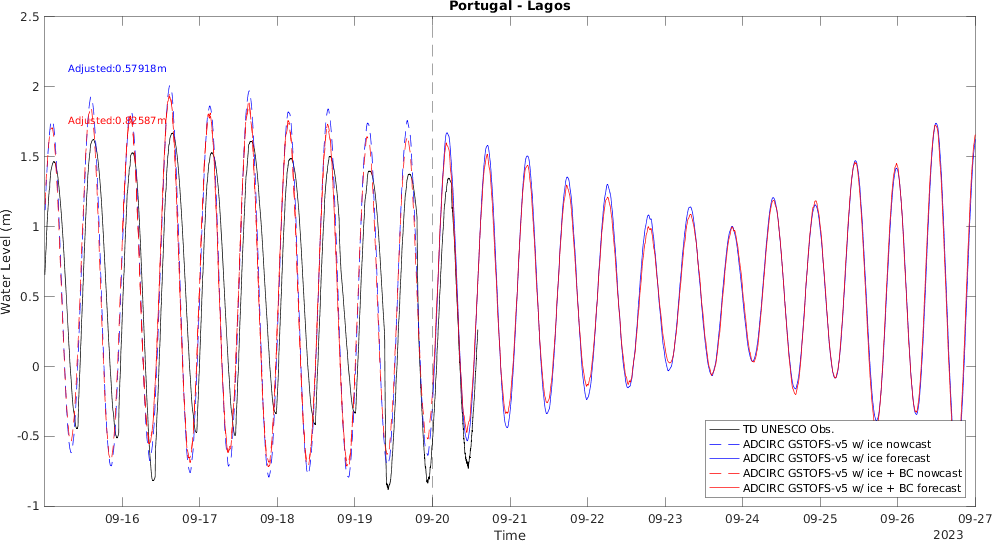 Portugal - Lagos
2.5
2
1.5
1
0.5
0
-0.5
-1
Water Level (m)
Adjusted:0.57918m
Adjusted:0.82587m
TD UNESCO Obs.
ADCIRC GSTOFS-v5 w/ ice nowcast
ADCIRC GSTOFS-v5 w/ ice forecast
ADCIRC GSTOFS-v5 w/ ice + BC nowcast
ADCIRC GSTOFS-v5 w/ ice + BC forecast
09-16 09-17 09-18 09-19 09-20 09-21 09-22 09-23 09-24 09-25 09-26 09-27
Time
2023